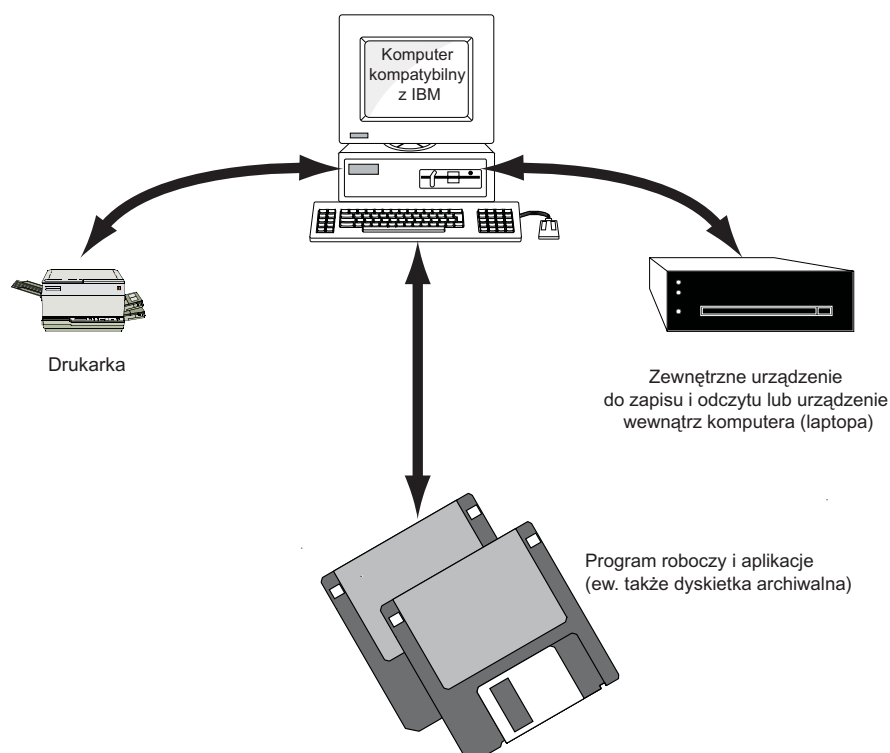 Komputer
kompatybilny
z IBM
Drukarka
Zewnętrzne urządzenie
do zapisu i odczytu lub urządzenie
wewnątrz komputera (laptopa)
Program roboczy i aplikacje
(ew. także dyskietka archiwalna)